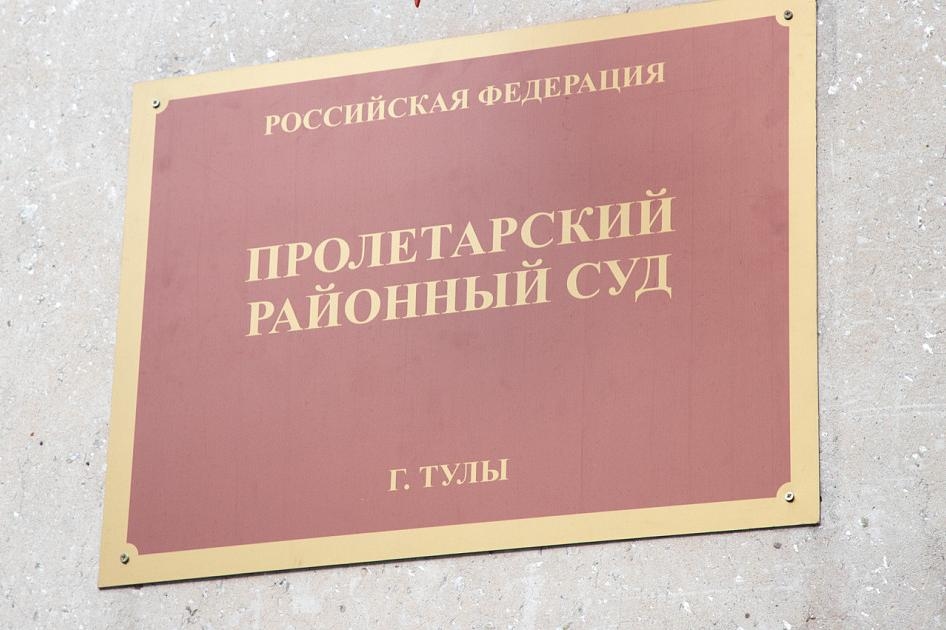 РОССИЙСКАЯ ФЕДЕРАЦИЯ
ПРОЛЕТАРСКИЙ
РАЙОННЫЙ СУД
Г. ТУЛЫ